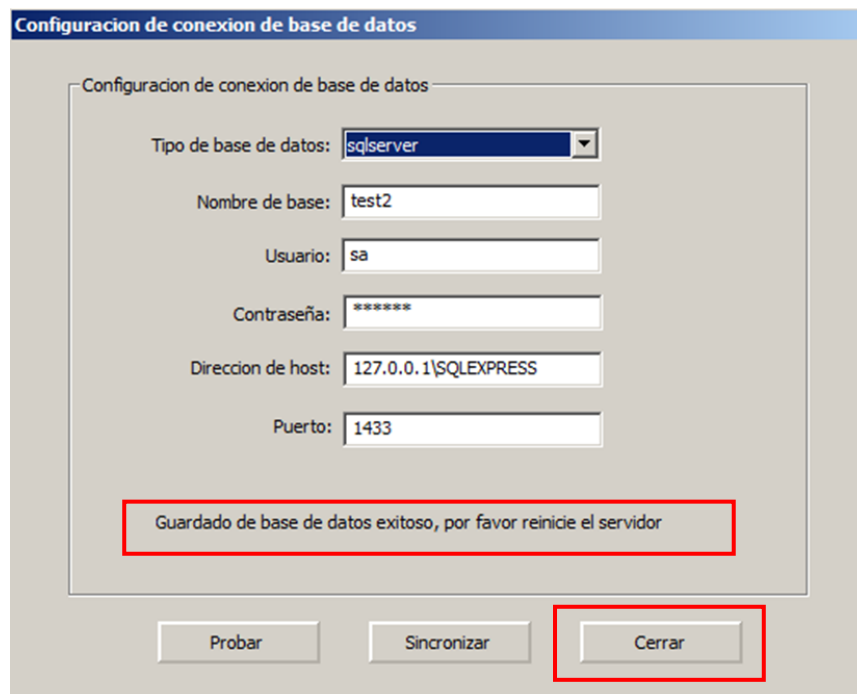 Configuracion de conexion de base de datos
Configuracion de conexion de base de datos
Tipo de base de datos: sqlserver
Nombre de base: test2
Usuario: sa
Contraseña: ******
Direccion de host: 127.0.0.1\SQLEXPRESS
Puerto: 1433
Guardado de base de datos exitoso, por favor reinicie el servidor
Probar Sincronizar Cerrar